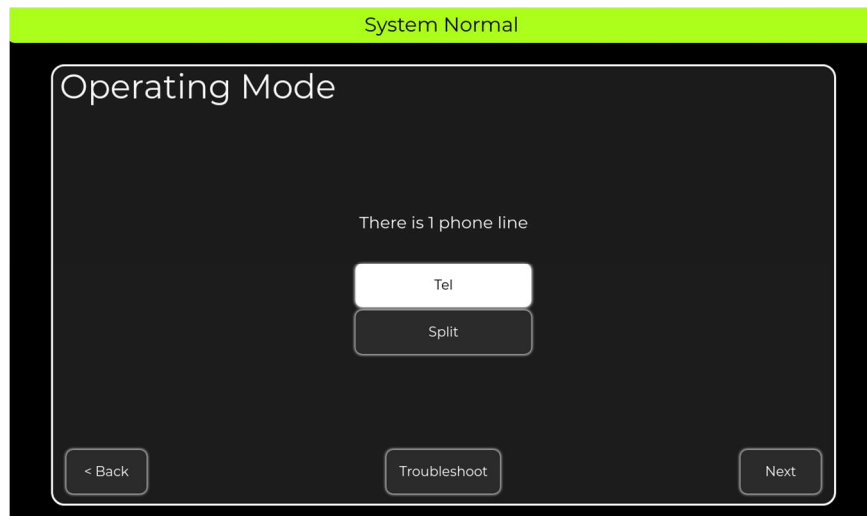 System Normal
Operating Mode
There is 1 phone line
Tel
Split
< Back
Troubleshoot
Next